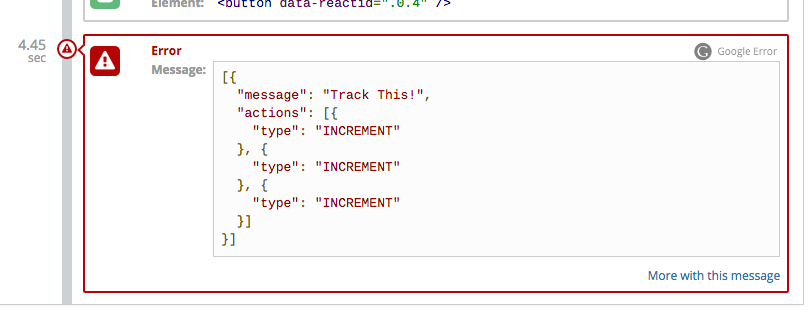 Element: <button data-reactid=".0.4" />
4.45
sec
Error
Google Error
Message:
[{
"message": "Track This!",
"actions": [{
"type": "INCREMENT"
}, {
"type": "INCREMENT"
}, {
"type": "INCREMENT"
}]
}]
More with this message